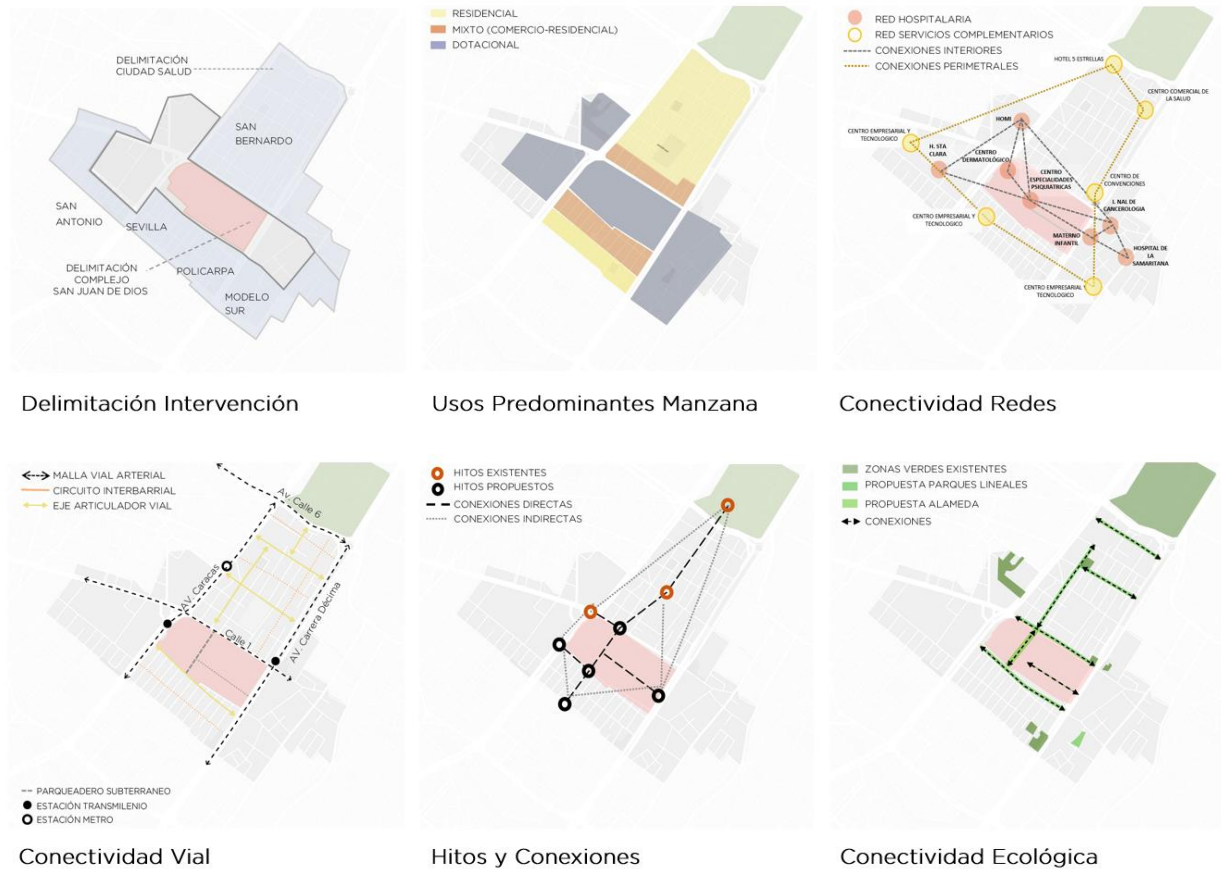 DELIMITACIÓN
CIUDAD SALUD
SAN
BERNARDO
SAN
ANTONIO
SEVILLA
DELIMITACIÓN
COMPLEJO
SAN JUAN DE DIOS
POLICARPA
MODELO
SUR
Delimitación Intervención
RESIDENCIAL
MIXTO (COMERCIO-RESIDENCIAL)
DOTACIONAL
Usos Predominantes Manzana
RED HOSPITALARIA
RED SERVICIOS COMPLEMENTARIOS
CONEXIONES INTERIORES
CONEXIONES PERIMETRALES
HOTEL 5 ESTRELLAS
CENTRO COMERCIAL DE
LA SALUD
HOMI
CENTRO EMPRESARIAL Y
TECNOLOGICO
H. STA
CLARA
CENTRO
DERMATOLÓGICO
CENTRO
ESPECIALIDADES
PSIQUIATRICAS
CENTRO DE
CONVENCIONES
I. NAL DE
CANCEROLOGIA
CENTRO EMPRESARIAL Y
TECNOLOGICO
MATERNO
INFANTIL
HOSPITAL DE
LA
SAMARITANA
CENTRO EMPRESARIAL Y
TECNOLOGICO
Conectividad Redes
MALLA VIAL ARTERIAL
CIRCUITO INTERBARRIAL
EJE ARTICULADOR VIAL
Av. Calle 6
AV. Caracas
Calle 1
AV. Carrera Décima
PARQUEADERO SUBTERRANEO
ESTACIÓN TRANSMILENIO
ESTACIÓN METRO
Conectividad Vial
HITOS EXISTENTES
HITOS PROPUESTOS
CONEXIONES DIRECTAS
CONEXIONES INDIRECTAS
Hitos y Conexiones
ZONAS VERDES EXISTENTES
PROPUESTA PARQUES LINEALES
PROPUESTA ALAMEDA
CONEXIONES
Conectividad Ecológica